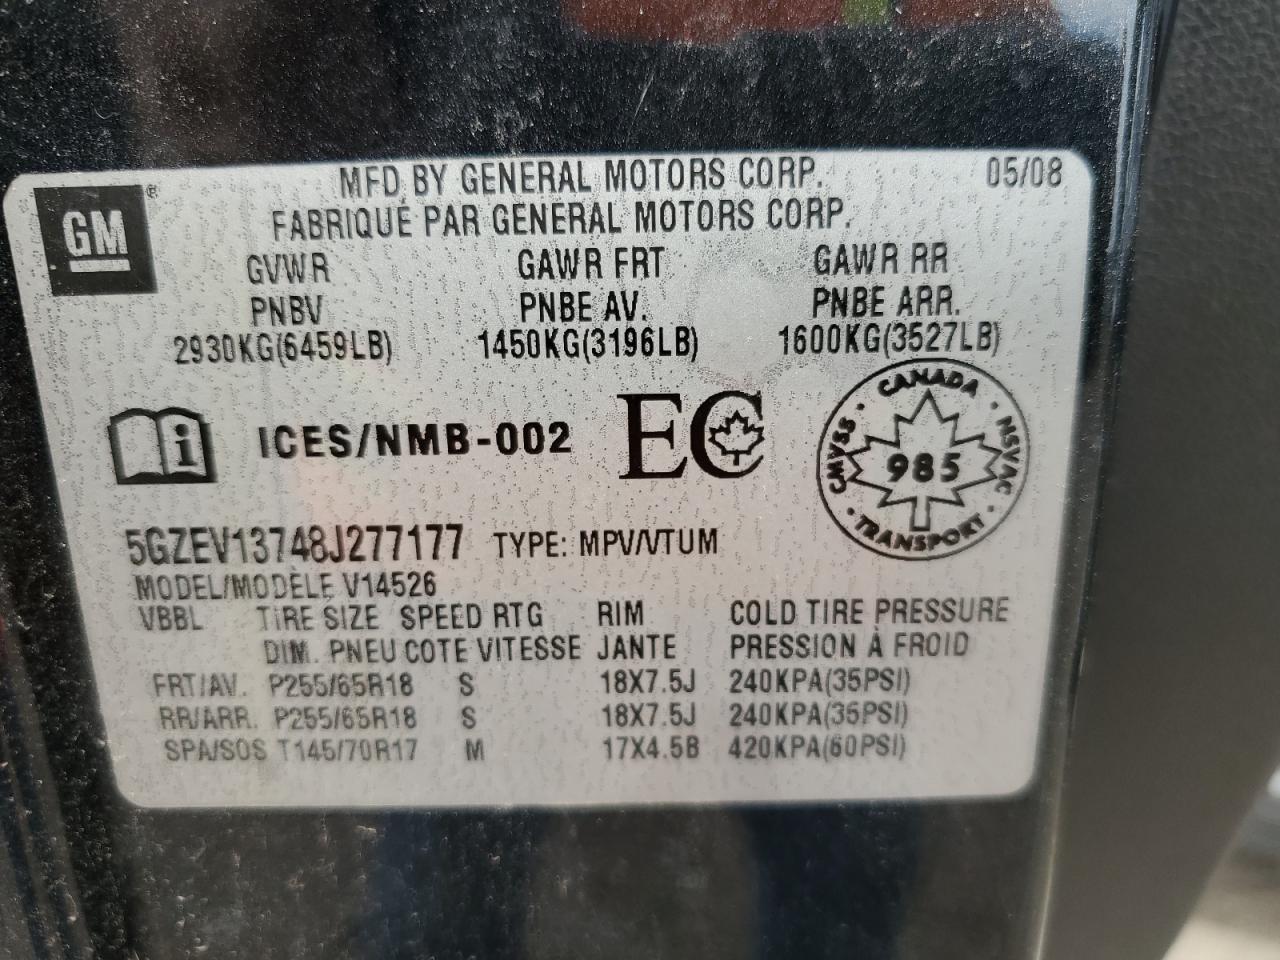 MFD BY GENERAL MOTORS CORP. 05/08
GM ®
FABRIQUÉ PAR GENERAL MOTORS CORP.
GVWR GAWR FRT GAWR RR
PNBV PNBE AV. PNBE ARR.
2930KG(6459LB) 1450KG(3196LB) 1600KG(3527LB)
i ICES/NMB-002 EC
CANADA
CMVSS 985 NSVAC
TRANSPORT
5GZEV13748J277177 TYPE: MPV/VTUM
MODEL/MODÈLE V14526
VBBL TIRE SIZE SPEED RTG RIM COLD TIRE PRESSURE
DIM. PNEU COTE VITESSE JANTE PRESSION À FROID
FRT/AV. P255/65R18 S 18X7.5J 240KPA(35PSI)
RR/ARR. P255/65R18 S 18X7.5J 240KPA(35PSI)
SPA/SOS T145/70R17 M 17X4.5B 420KPA(60PSI)